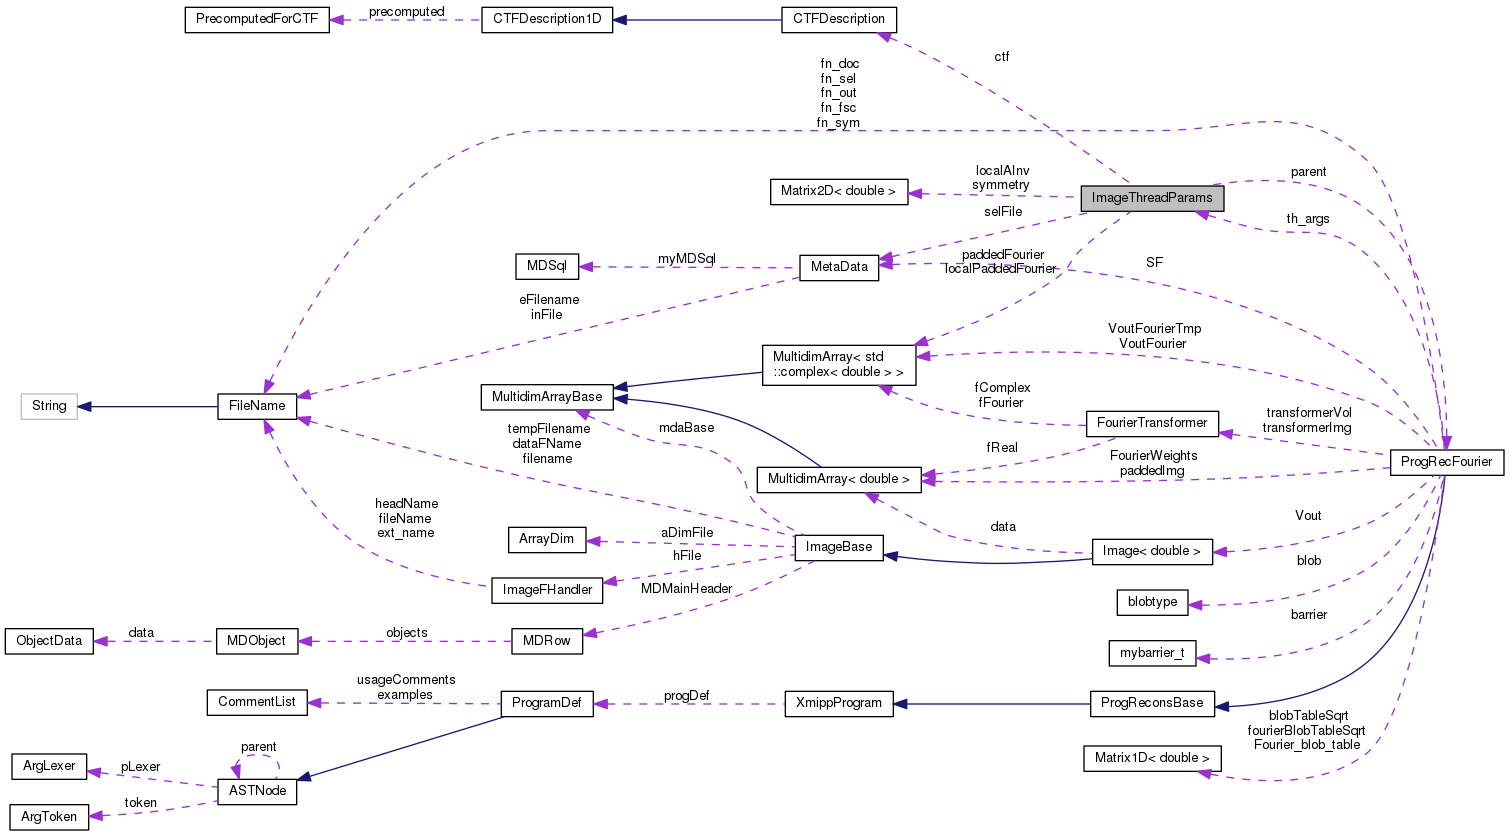 PrecomputedForCTF
precomputed
CTFDescription1D
CTFDescription
ctf
fn_doc
fn_sel
fn_out
fn_fsc
fn_sym
localAInv
symmetry
Matrix2D< double >
ImageThreadParams
parent
th_args
selFile
MDSql
myMDSql
MetaData
paddedFourier
localPaddedFourier
SF
eFilename
inFile
VoutFourierTmp
VoutFourier
MultidimArray< std
::complex< double > >
String
FileName
MultidimArrayBase
fComplex
fFourier
FourierTransformer
transformerVol
transformerImg
tempFilename
dataFName
filename
mdaBase
fReal
MultidimArray< double >
FourierWeights
paddedImg
ProgRecFourier
headName
fileName
ext_name
ArrayDim
aDimFile
hFile
ImageBase
data
Image< double >
Vout
ImageFHandler
MDMainHeader
blobtype
blob
ObjectData
data
MDObject
objects
MDRow
mybarrier_t
barrier
CommentList
usageComments
examples
ProgramDef
progDef
XmippProgram
ProgReconsBase
blobTableSqrt
fourierBlobTableSqrt
Fourier_blob_table
Matrix1D< double >
parent
ArgLexer
pLexer
ASTNode
ArgToken
token